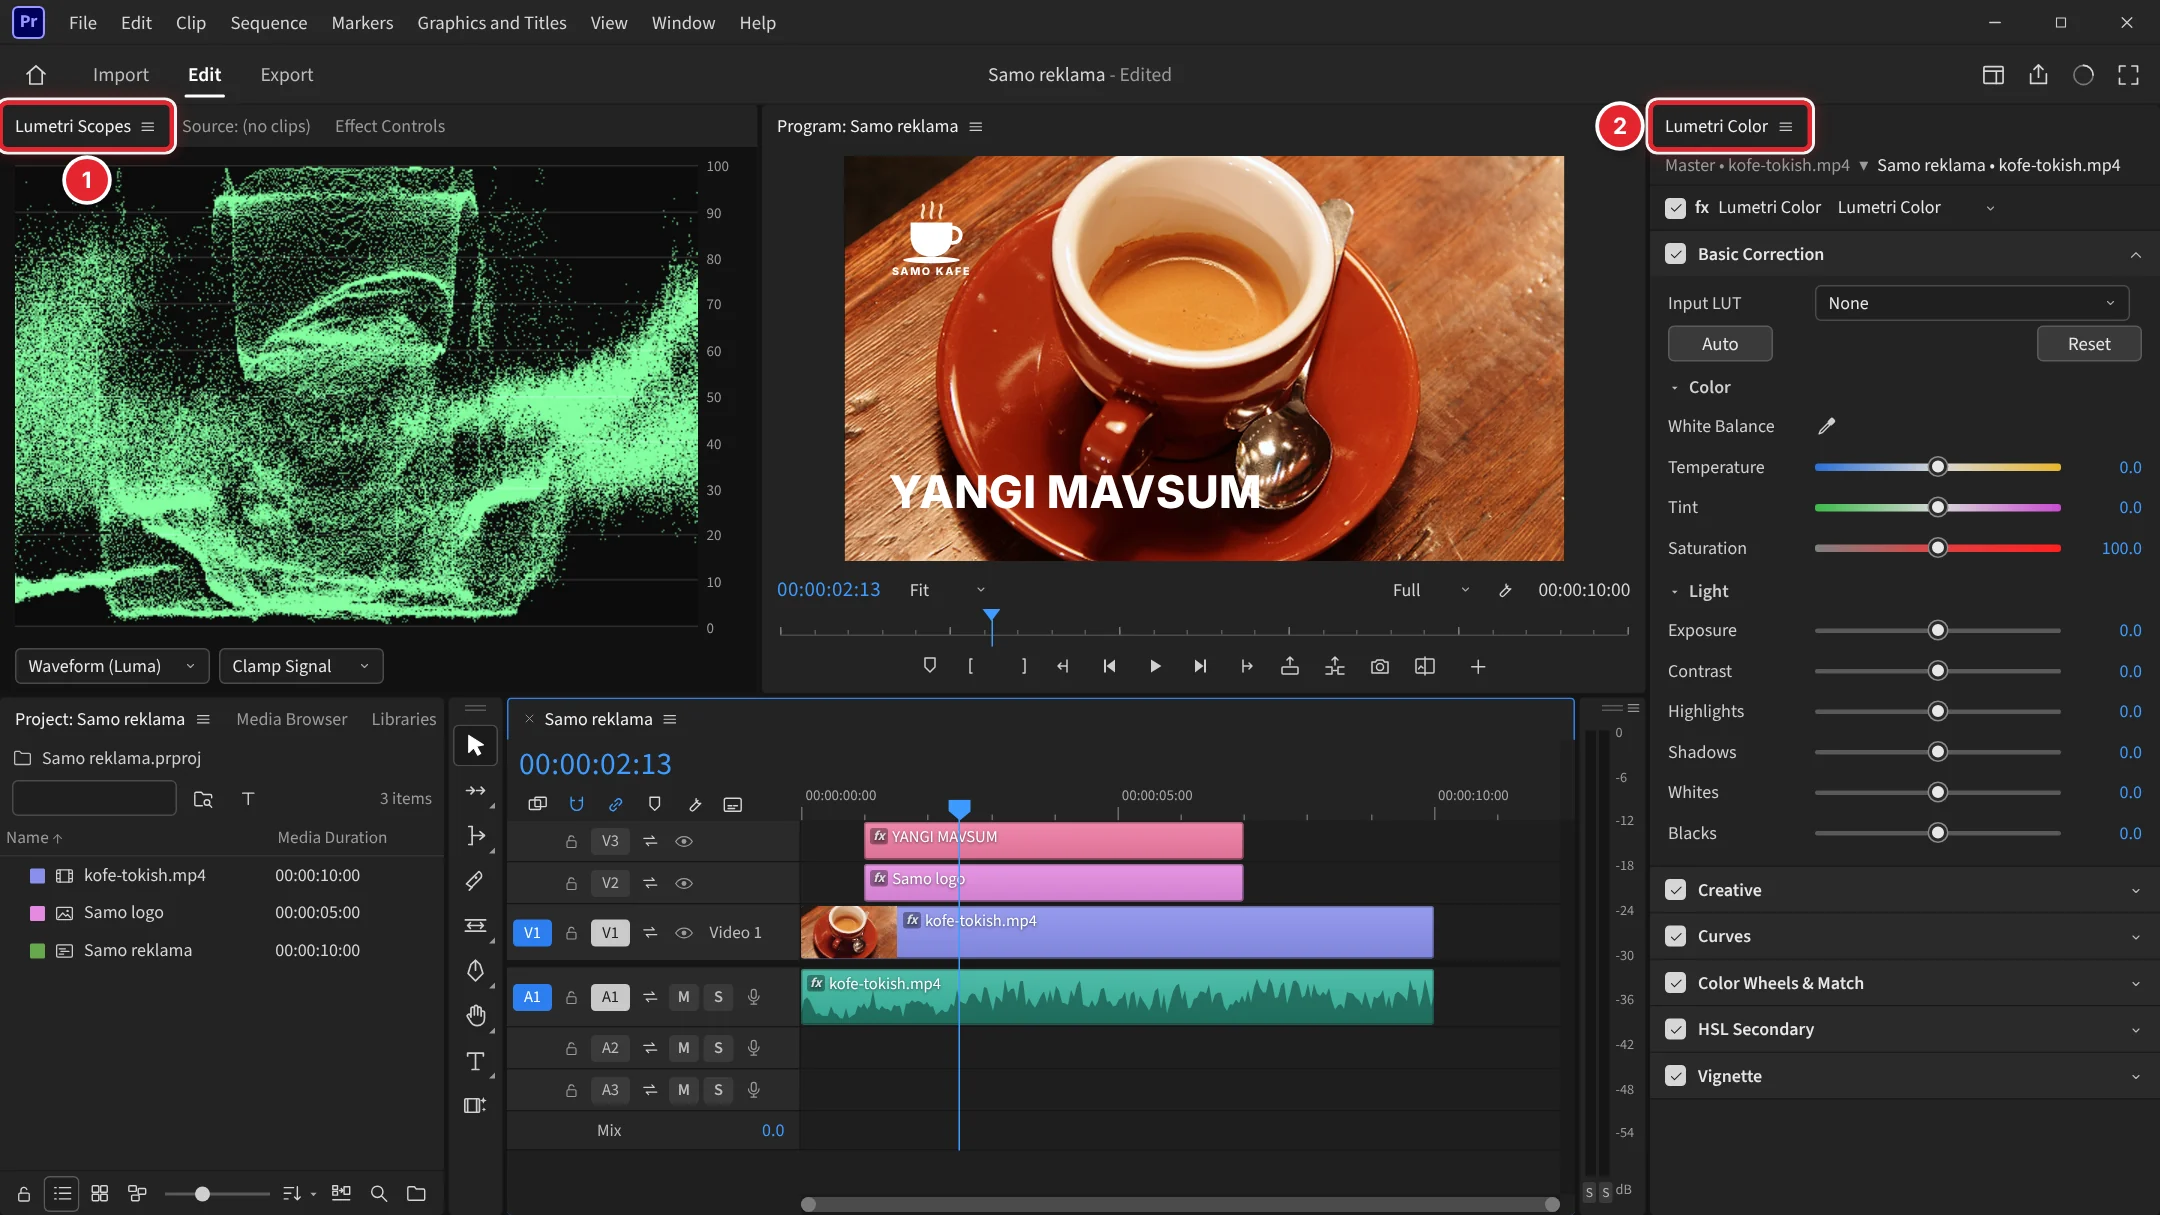 Pr File Edit Clip Sequence Markers Graphics and Titles View Window Help
Import Edit Export
Samo reklama - Edited
Lumetri Scopes Source: (no clips) Effect Controls
1
100
90
80
70
60
50
40
30
20
10
0
Waveform (Luma) Clamp Signal
Program: Samo reklama
SAMO KAFE
YANGI MAVSUM
00:00:02:13 Fit Full 00:00:10:00
2
Lumetri Color
Master • kofe-tokish.mp4 Samo reklama • kofe-tokish.mp4
fx Lumetri Color Lumetri Color
Basic Correction
Input LUT None
Auto Reset
Color
White Balance
Temperature 0.0
Tint 0.0
Saturation 100.0
Light
Exposure 0.0
Contrast 0.0
Highlights 0.0
Shadows 0.0
Whites 0.0
Blacks 0.0
Creative
Curves
Color Wheels & Match
HSL Secondary
Vignette
Project: Samo reklama Media Browser Libraries
Samo reklama.prproj
3 items
Name Media Duration
kofe-tokish.mp4 00:00:10:00
Samo logo 00:00:05:00
Samo reklama 00:00:10:00
Samo reklama
00:00:02:13
00:00:00:00 00:00:05:00 00:00:10:00
V3 fx YANGI MAVSUM
V2 fx Samo logo
V1 V1 Video 1 fx kofe-tokish.mp4
A1 A1 M S fx kofe-tokish.mp4
A2 M S
A3 M S
Mix 0.0
0
-6
-12
-18
-24
-30
-36
-42
-48
-54
S S dB